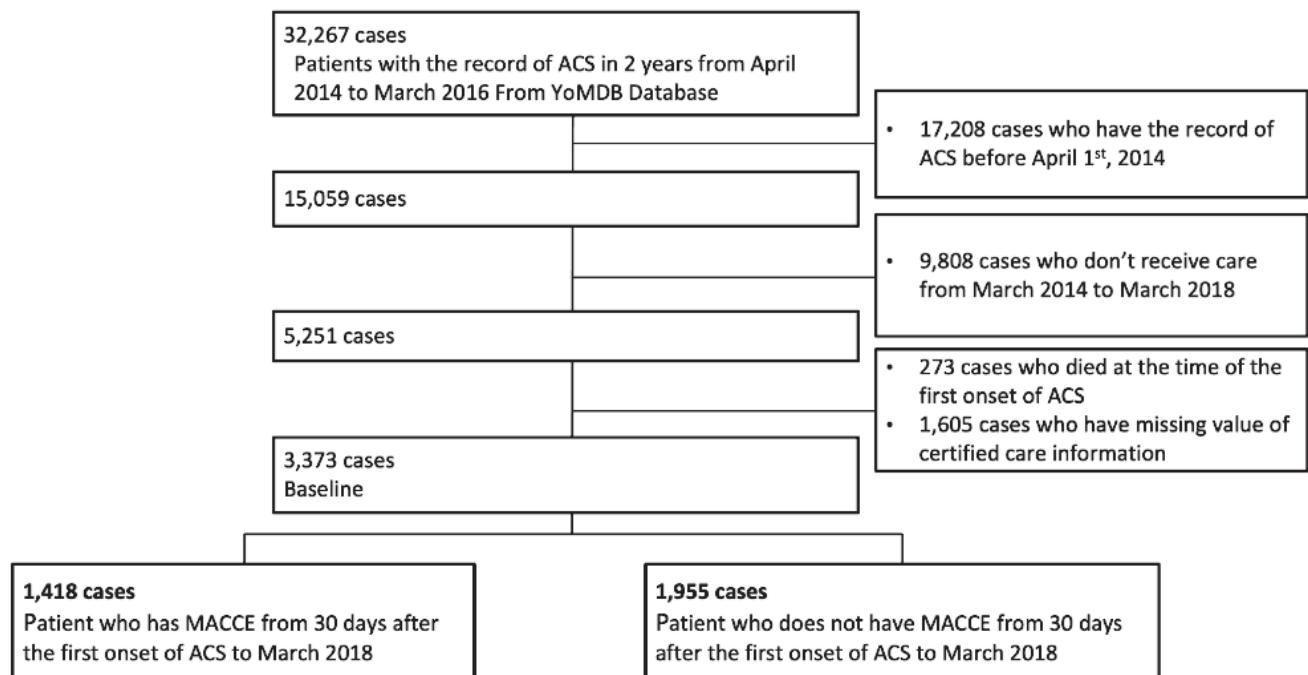 32,267 cases
Patients with the record of ACS in 2 years from April
2014 to March 2016 From YoMDB Database
• 17,208 cases who have the record of
ACS before April 1st, 2014
15,059 cases
• 9,808 cases who don't receive care
from March 2014 to March 2018
5,251 cases
• 273 cases who died at the time of the
first onset of ACS
• 1,605 cases who have missing value of
certified care information
3,373 cases
Baseline
1,418 cases
Patient who has MACCE from 30 days after
the first onset of ACS to March 2018
1,955 cases
Patient who does not have MACCE from 30 days
after the first onset of ACS to March 2018